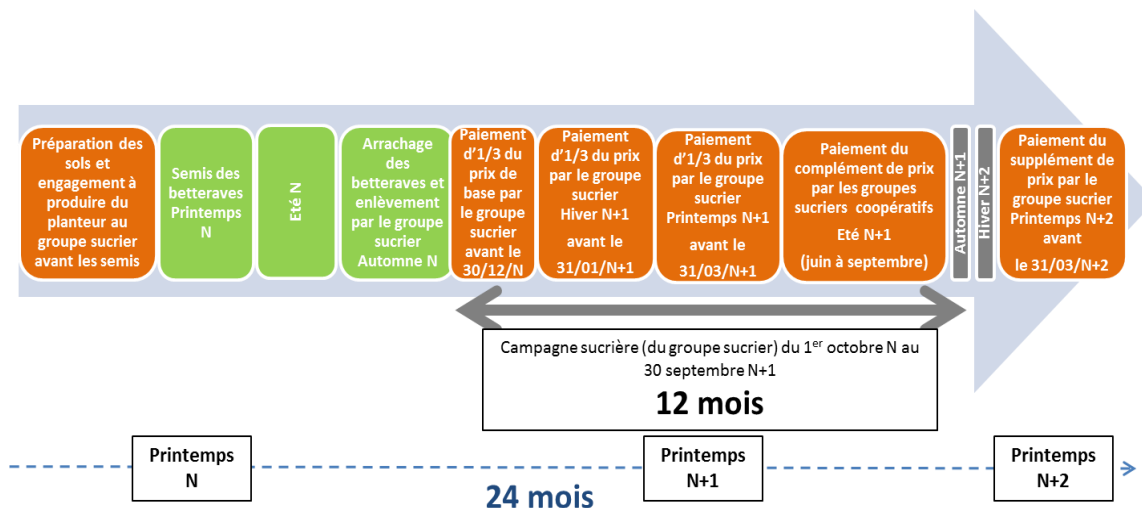 Préparation des
sols et
engagement à
produire du
planteur au
groupe sucrier
avant les semis
Semis des
betteraves
Printemps
N
Eté N
Arrachage
des
betteraves et
enlèvement
par le groupe
sucrier
Automne N
Paiement
d'1/3 du
prix de
base par
le groupe
sucrier
avant le
30/12/N
Paiement
d'1/3 du prix
par le groupe
sucrier
Hiver N+1
avant le
31/01/N+1
Paiement
d'1/3 du prix
par le groupe
sucrier
Printemps N+1
avant le
31/03/N+1
Paiement du
complément de prix
par les groupes
sucriers coopératifs
Eté N+1
(juin à septembre)
Automne N+1
Hiver N+2
Paiement du
supplément de
prix par le
groupe sucrier
Printemps N+2
avant
le 31/03/N+2
Campagne sucrière (du groupe sucrier) du 1er octobre N au
30 septembre N+1
12 mois
Printemps
N
Printemps
N+1
Printemps
N+2
24 mois